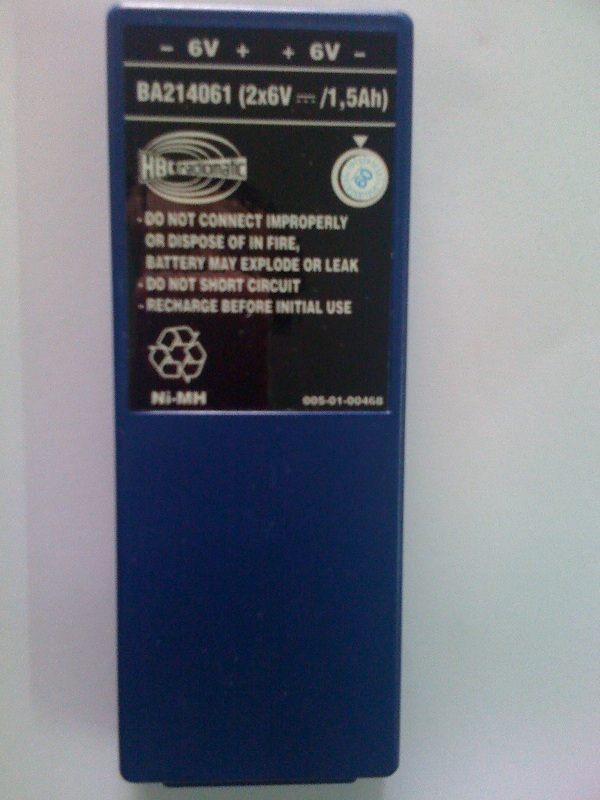 - 6V + + 6V -
BA214061 (2x6V ⎓ /1,5Ah)
HBC radiomatic
- DO NOT CONNECT IMPROPERLY
OR DISPOSE OF IN FIRE,
BATTERY MAY EXPLODE OR LEAK
- DO NOT SHORT CIRCUIT
- RECHARGE BEFORE INITIAL USE
Ni-MH
005-01-00468